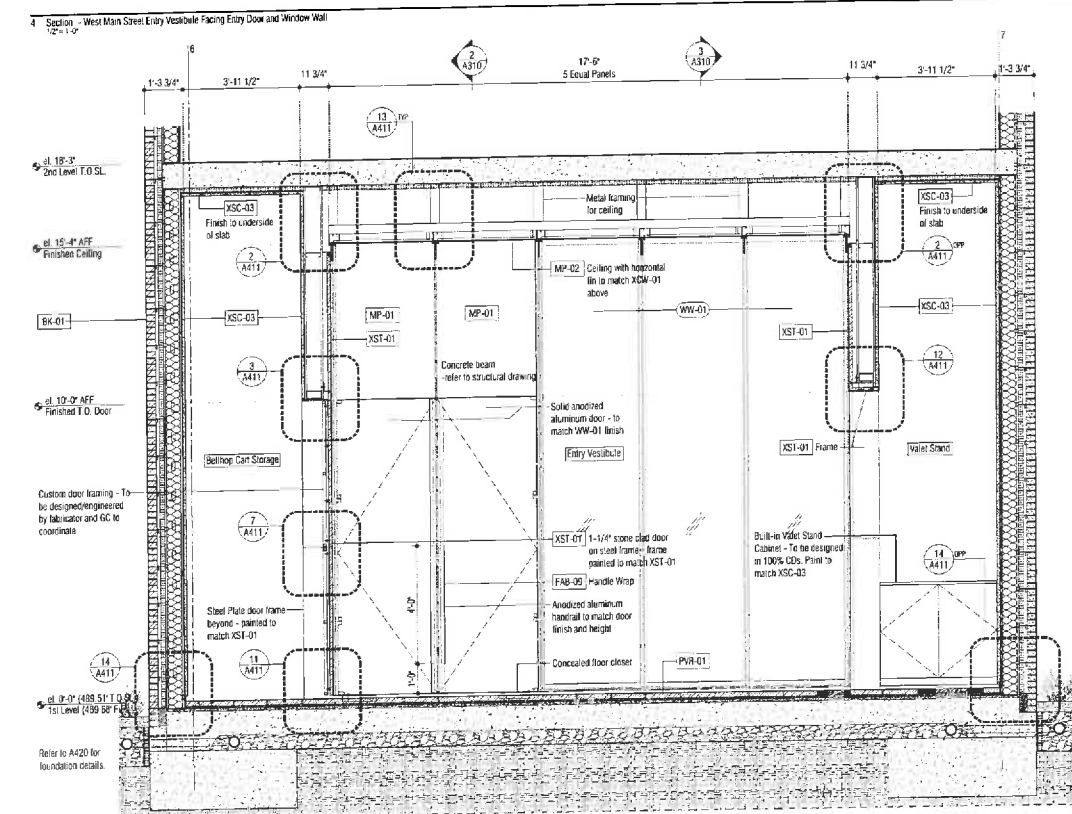 4 Section - West Main Street Entry Vestibule Facing Entry Door and Window Wall
1/2" = 1'-0"
6
7
2
A310
3
A310
1'-3 3/4"
3'-11 1/2"
11 3/4"
17'-6"
5 Equal Panels
11 3/4"
3'-11 1/2"
1'-3 3/4"
13
A411
TYP
el. 18'-3"
2nd Level T.O.SL.
XSC-03
Finish to underside
of slab
Metal framing
for ceiling
XSC-03
Finish to underside
of slab
el. 15'-4" AFF
Finished Ceiling
2
A411
2
A411
OPP
MP-02
Ceiling with horizontal
fin to match XCW-01
above
BK-01
XSC-03
MP-01
MP-01
WW-01
XSC-03
XST-01
XST-01
3
A411
12
A411
Concrete beam
-refer to structural drawing
el. 10'-0" AFF
Finished T.O. Door
Solid anodized
aluminum door - to
match WW-01 finish
XST-01
Frame
Bellhop Cart Storage
Entry Vestibule
Valet Stand
Custom door framing - To
be designed/engineered
by fabricator and GC to
coordinate
7
A411
XST-01
1-1/4" stone clad door
on steel frame - frame
painted to match XST-01
Built-in Valet Stand
Cabinet - To be designed
in 100% CDs. Paint to
match XSC-03
14
A411
OPP
FAB-09
Handle Wrap
Steel Plate door frame
beyond - painted to
match XST-01
4'-0"
Anodized aluminum
handrail to match door
finish and height
14
A411
11
A411
1'-0"
Concealed floor closer
PVR-01
el. 0'-0" (489.51' T.O.SL
1st Level (489.68' F
Refer to A420 for
foundation details.